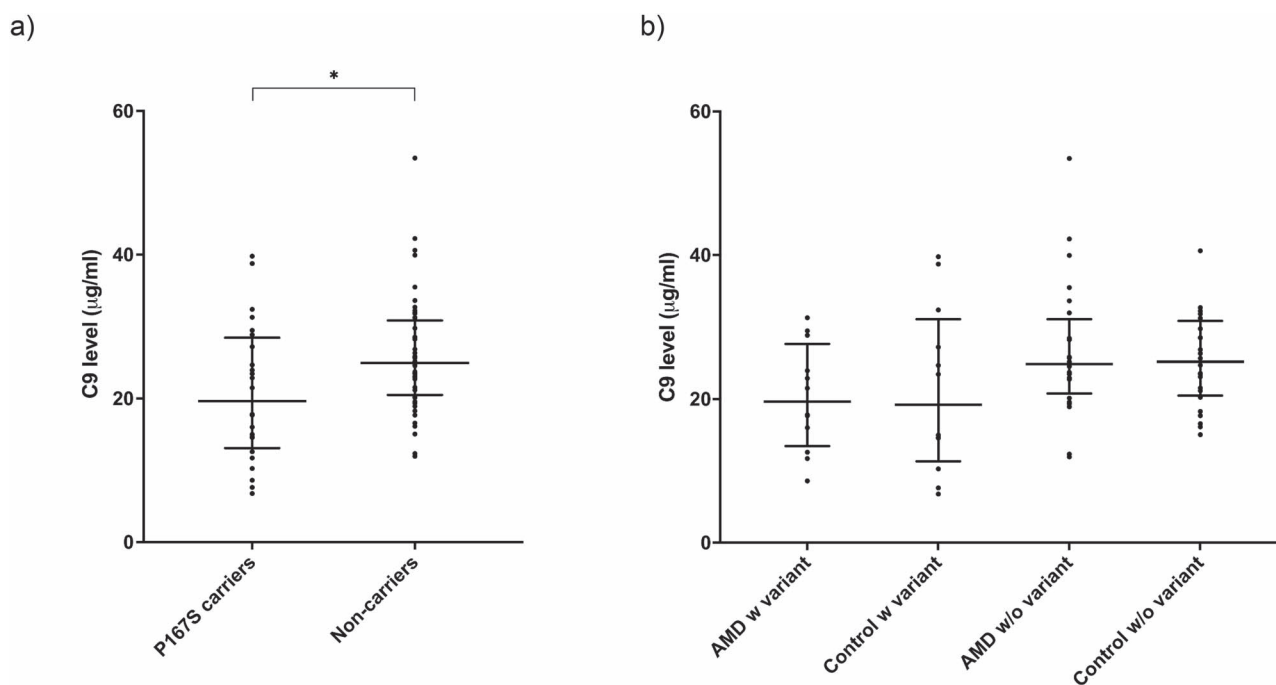 a)
*
60
40
20
0
C9 level (μg/ml)
P167S carriers
Non-carriers
b)
60
40
20
0
C9 level (μg/ml)
AMD w variant
Control w variant
AMD w/o variant
Control w/o variant